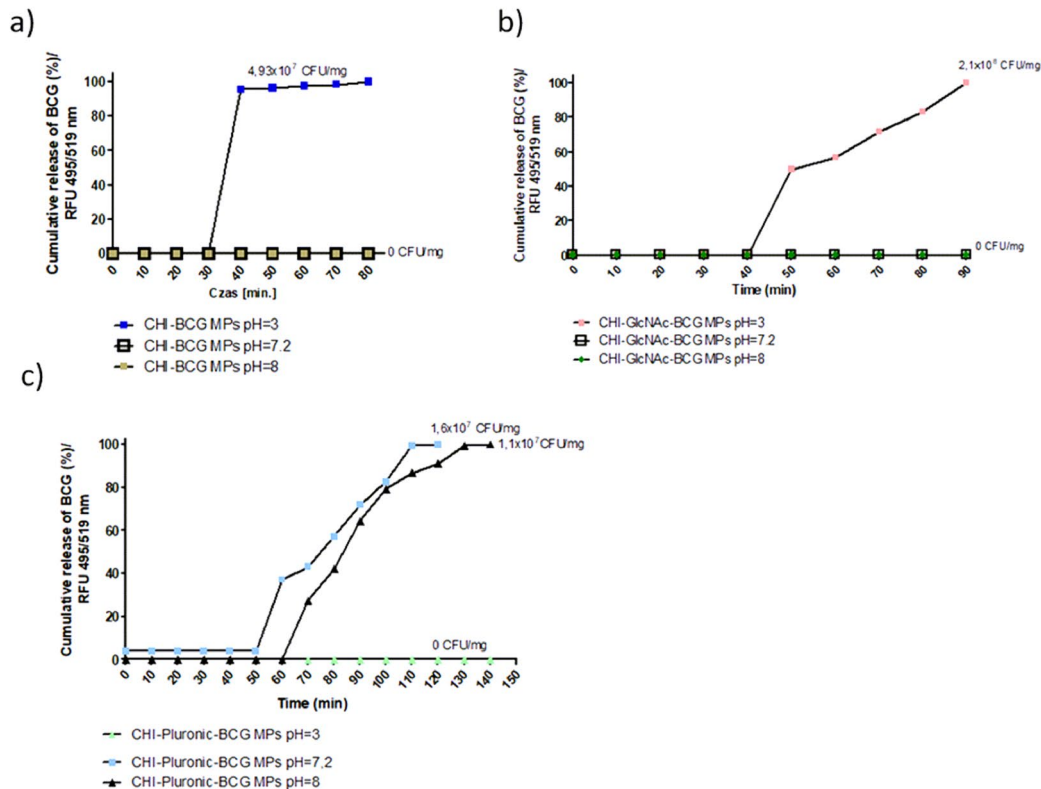 a)
4,93x10⁷ CFU/mg
Cumulative release of BCG (%)/
RFU 495/519 nm
100
80
60
40
20
0
0 CFU/mg
0 10 20 30 40 50 60 70 80
Czas [min.]
CHI-BCG MPs pH=3
CHI-BCG MPs pH=7.2
CHI-BCG MPs pH=8
b)
2,1x10⁸ CFU/mg
Cumulative release of BCG (%)/
RFU 495/519 nm
100
80
60
40
20
0
0 CFU/mg
0 10 20 30 40 50 60 70 80 90
Time (min)
CHI-GlcNAc-BCG MPs pH=3
CHI-GlcNAc-BCG MPs pH=7.2
CHI-GlcNAc-BCG MPs pH=8
c)
1,6x10⁷ CFU/mg
1,1x10⁷ CFU/mg
Cumulative release of BCG (%)/
RFU 495/519 nm
100
80
60
40
20
0
0 CFU/mg
0 10 20 30 40 50 60 70 80 90 100 110 120 130 140 150
Time (min)
CHI-Pluronic-BCG MPs pH=3
CHI-Pluronic-BCG MPs pH=7,2
CHI-Pluronic-BCG MPs pH=8